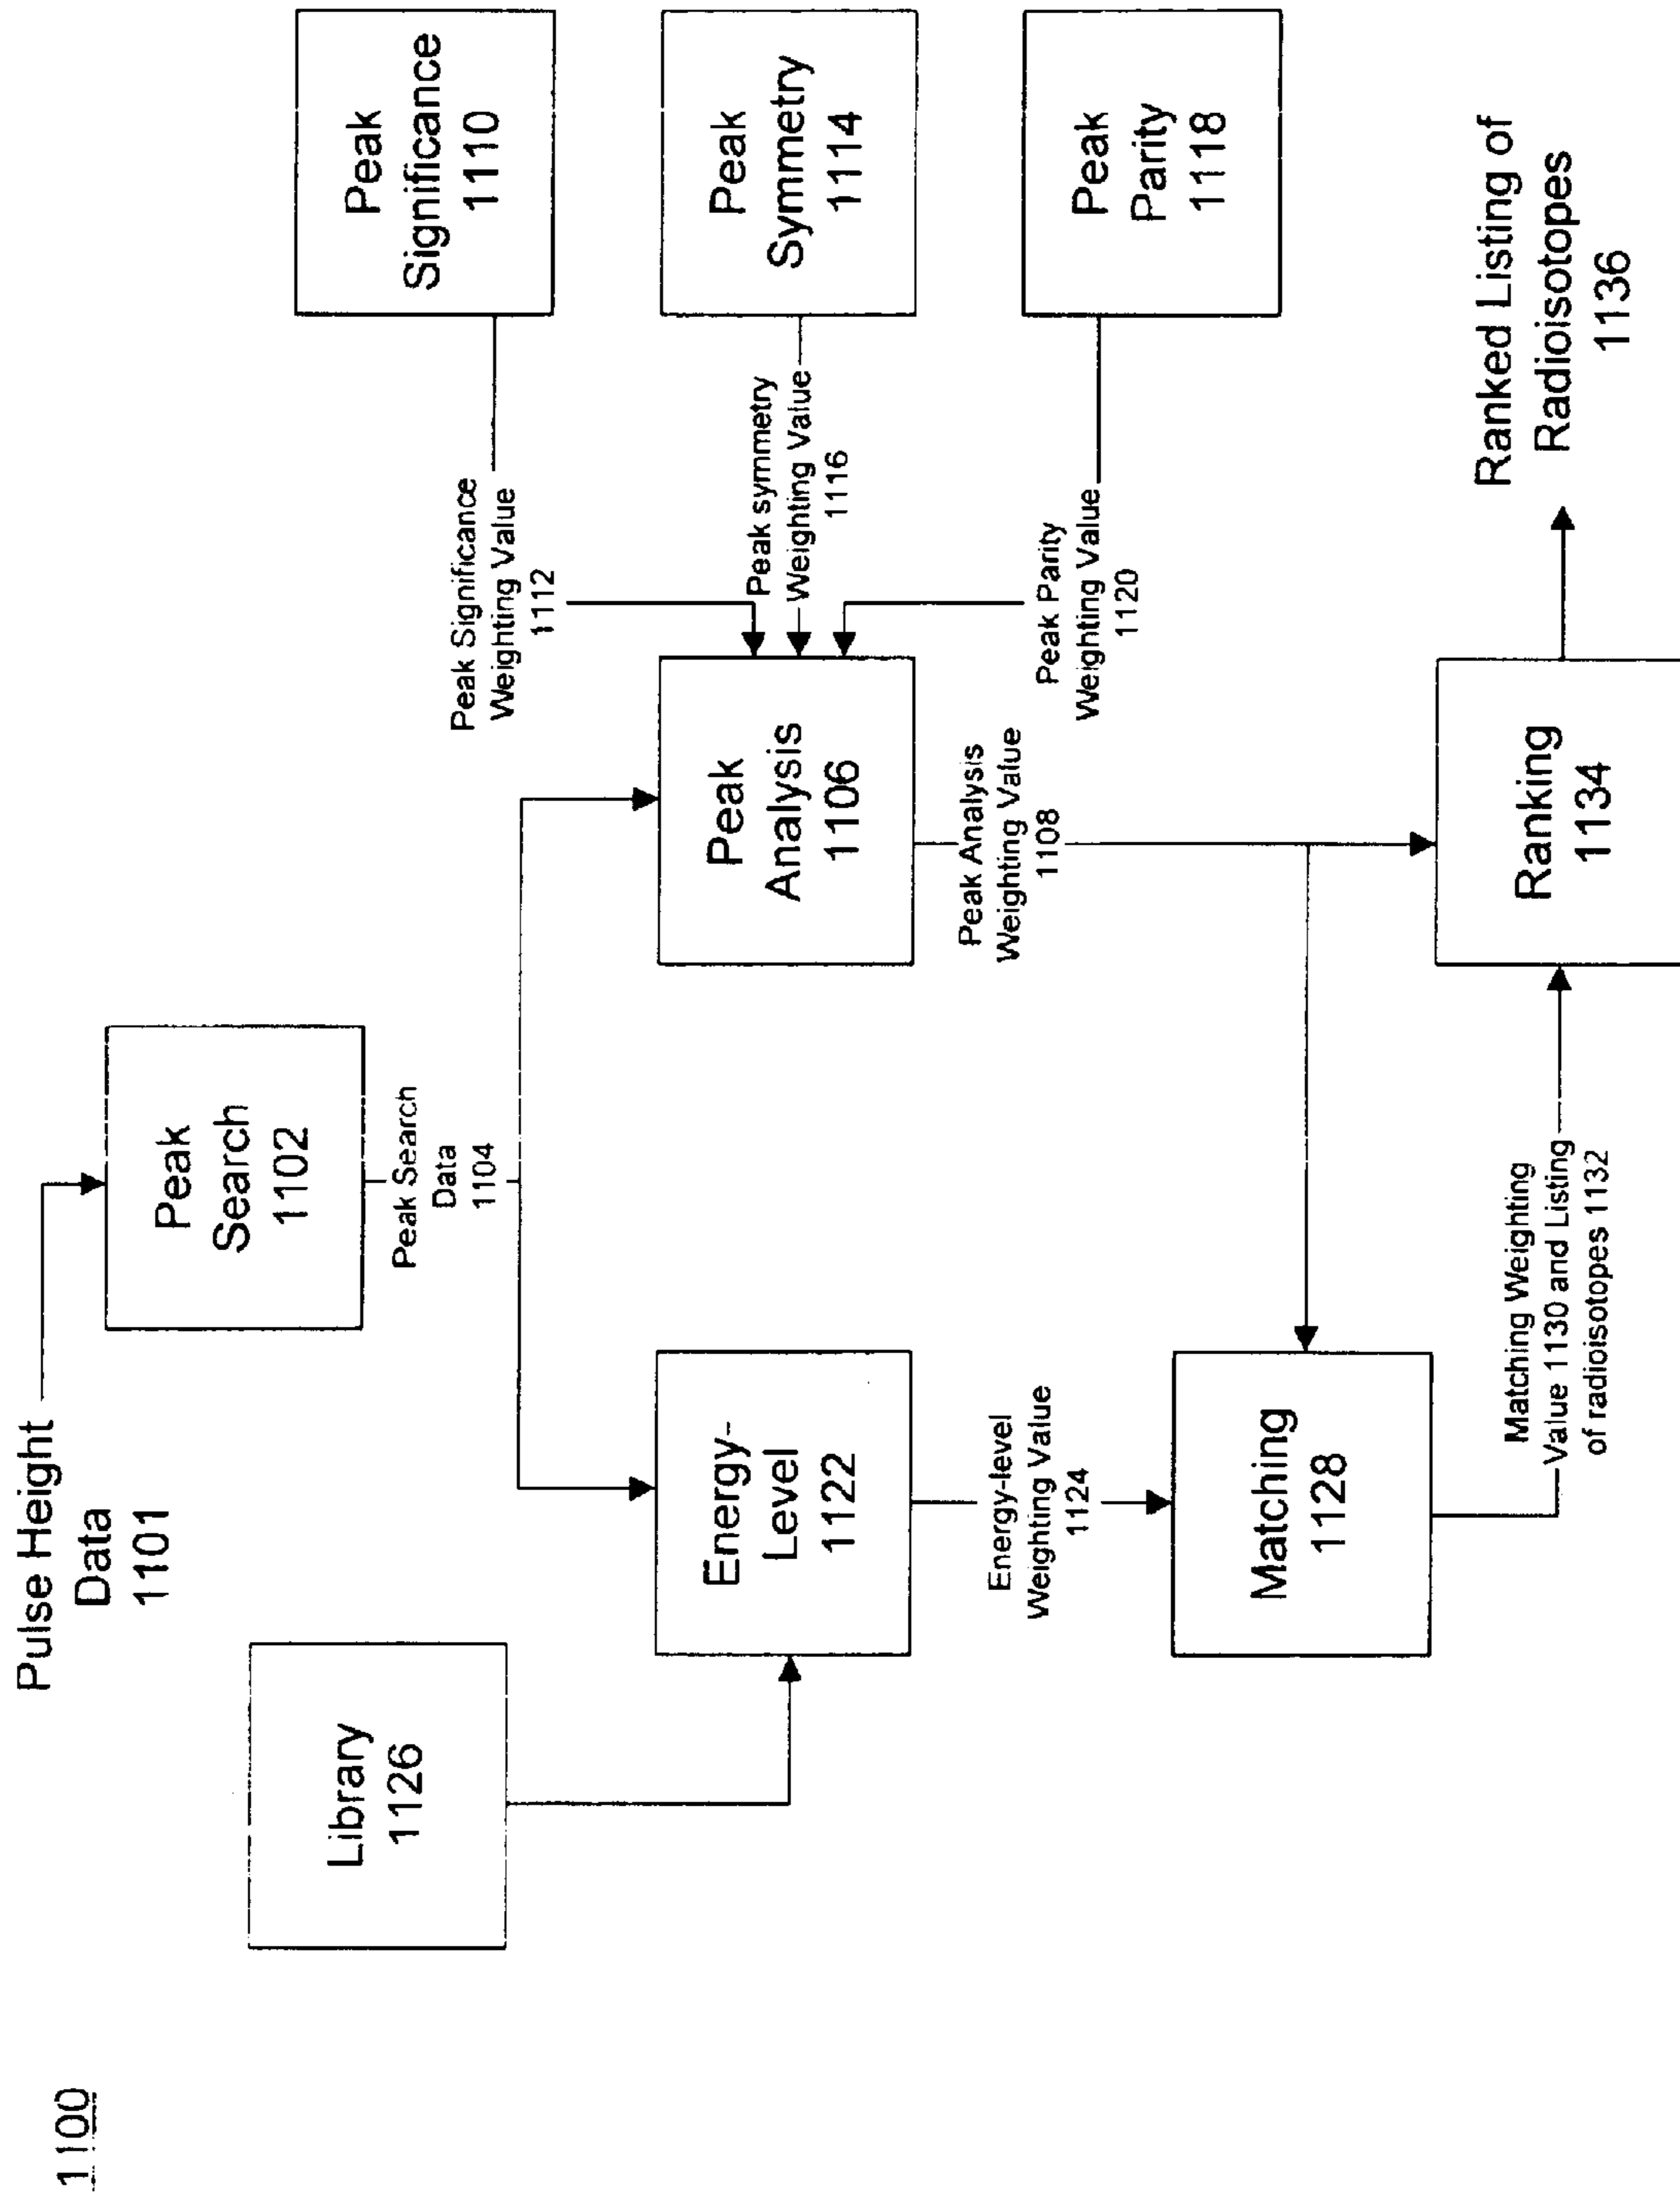 1100
Pulse Height
Data
1101
Peak
Search
1102
Peak Search
Data
1104
Library
1126
Energy-
Level
1122
Peak
Analysis
1106
Peak Significance
Weighting Value
1112
Peak
Significance
1110
Peak symmetry
Weighting Value
1116
Peak
Symmetry
1114
Peak Parity
Weighting Value
1120
Peak
Parity
1118
Energy-level
Weighting Value
1124
Peak Analysis
Weighting Value
1108
Matching
1128
Matching Weighting
Value 1130 and Listing
of radioisotopes 1132
Ranking
1134
Ranked Listing of
Radioisotopes
1136